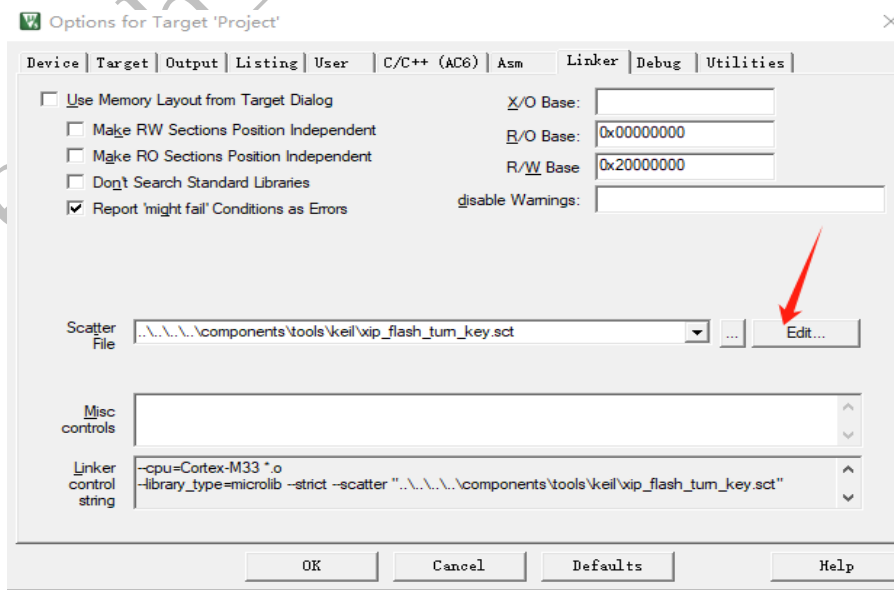 Options for Target 'Project'
Device Target Output Listing User C/C++ (AC6) Asm Linker Debug Utilities
Use Memory Layout from Target Dialog
X/O Base:
Make RW Sections Position Independent
R/O Base: 0x00000000
Make RO Sections Position Independent
R/W Base 0x20000000
Don't Search Standard Libraries
disable Warnings:
Report 'might fail' Conditions as Errors
Scatter File
..\..\..\..\components\tools\keil\xip_flash_turn_key.sct
... Edit...
Misc controls
Linker control string
--cpu=Cortex-M33 *.o
--library_type=microlib --strict --scatter "..\..\..\..\components\tools\keil\xip_flash_turn_key.sct"
OK Cancel Defaults Help